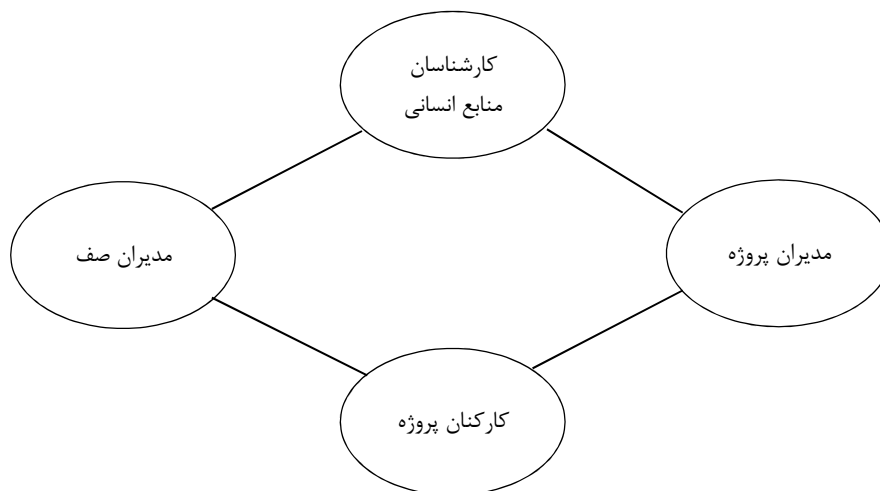 کارشناسان
منابع انسانی
مدیران پروژه
مدیران صف
کارکنان پروژه